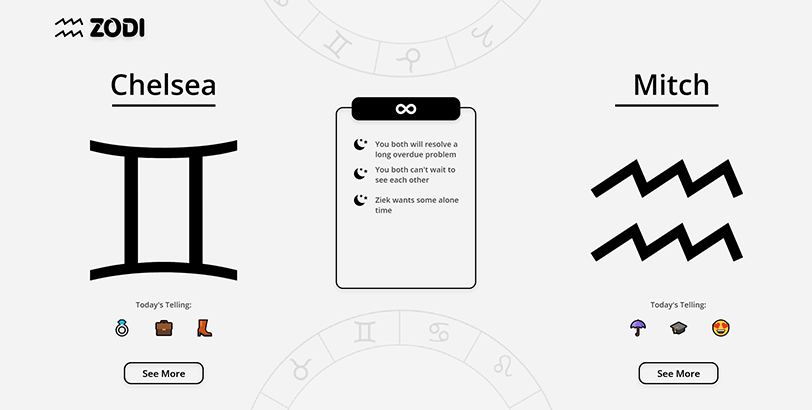 ZODI
Chelsea
Mitch
You both will resolve a
long overdue problem
You both can't wait to
see each other
Ziek wants some alone
time
Today's Telling:
See More
Today's Telling:
See More